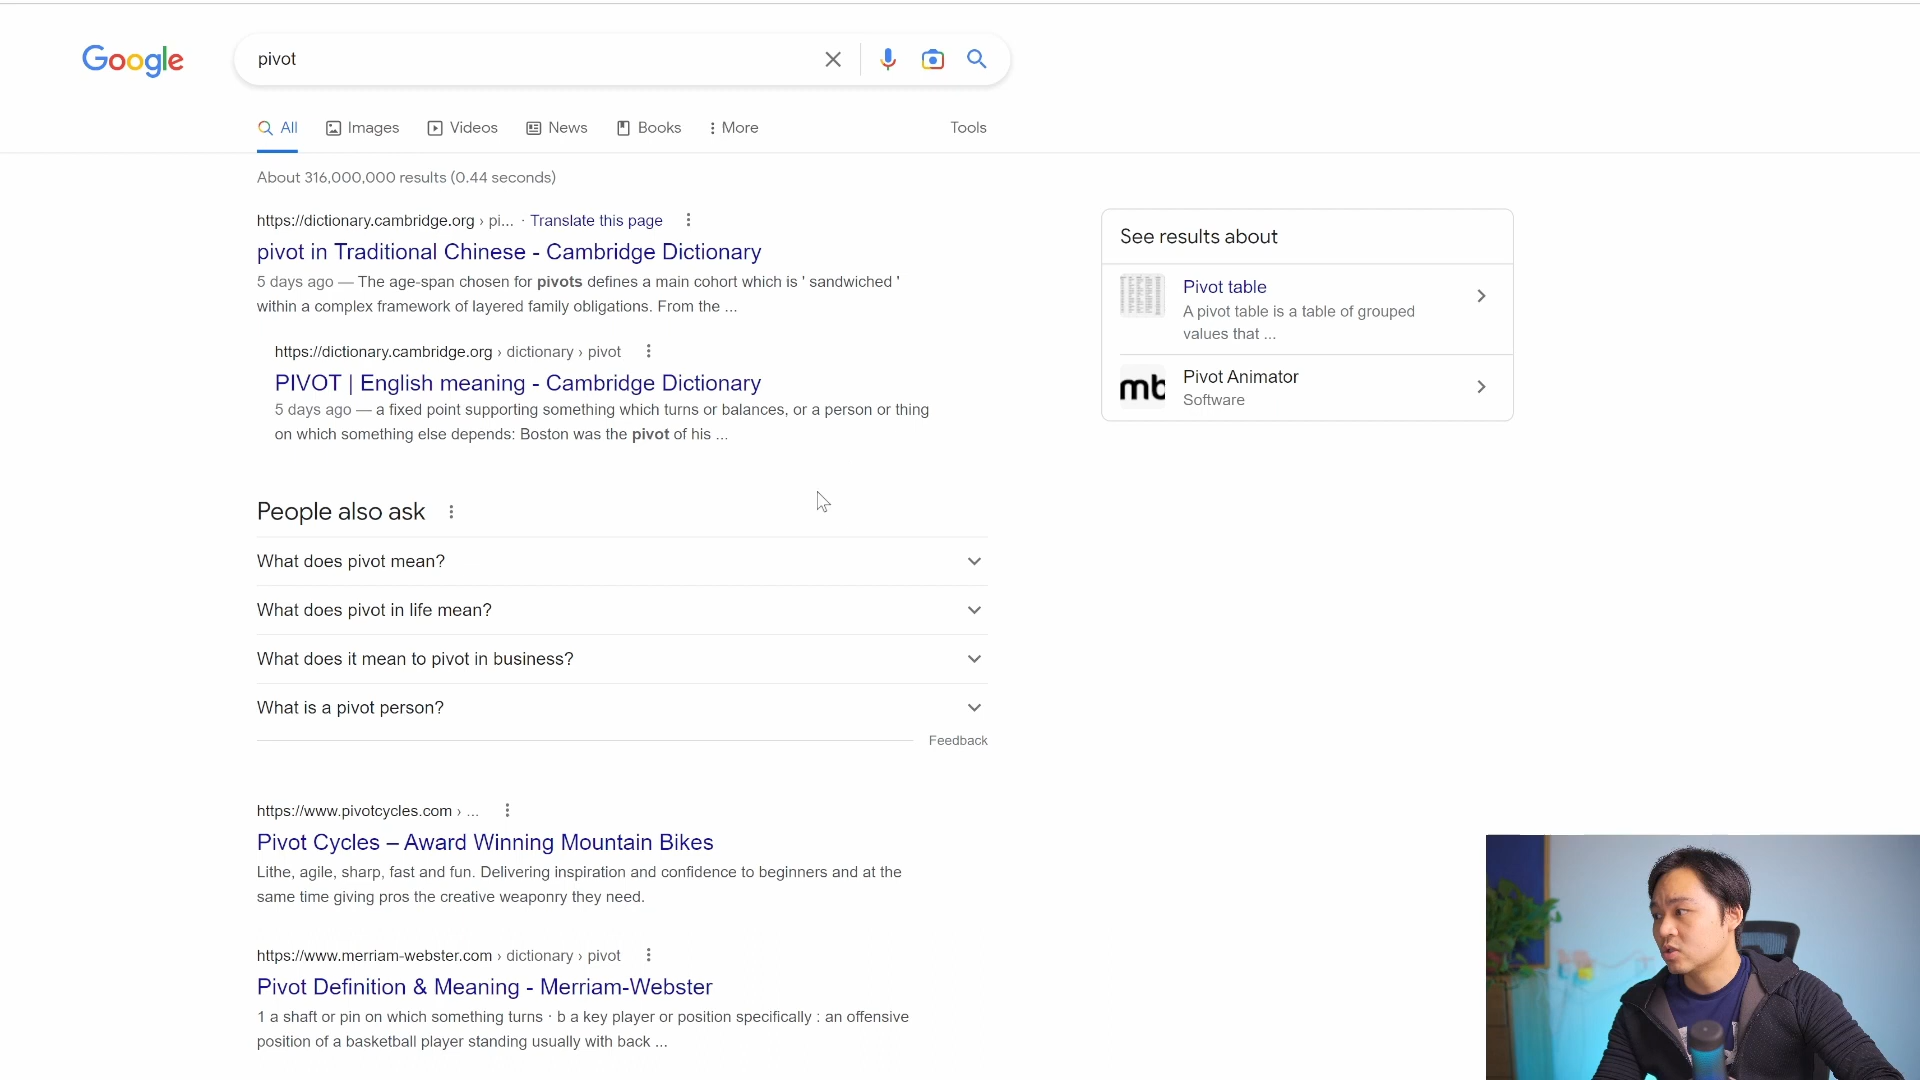 Google
pivot
All Images Videos News Books More Tools
About 316,000,000 results (0.44 seconds)
https://dictionary.cambridge.org › pi... · Translate this page
pivot in Traditional Chinese - Cambridge Dictionary
5 days ago — The age-span chosen for pivots defines a main cohort which is ' sandwiched '
within a complex framework of layered family obligations. From the ...
https://dictionary.cambridge.org › dictionary › pivot
PIVOT | English meaning - Cambridge Dictionary
5 days ago — a fixed point supporting something which turns or balances, or a person or thing
on which something else depends: Boston was the pivot of his ...
People also ask
What does pivot mean?
What does pivot in life mean?
What does it mean to pivot in business?
What is a pivot person?
Feedback
https://www.pivotcycles.com › ...
Pivot Cycles – Award Winning Mountain Bikes
Lithe, agile, sharp, fast and fun. Delivering inspiration and confidence to beginners and at the
same time giving pros the creative weaponry they need.
https://www.merriam-webster.com › dictionary › pivot
Pivot Definition & Meaning - Merriam-Webster
1 a shaft or pin on which something turns · b a key player or position specifically : an offensive
position of a basketball player standing usually with back ...
See results about
Pivot table
A pivot table is a table of grouped
values that ...
mb
Pivot Animator
Software